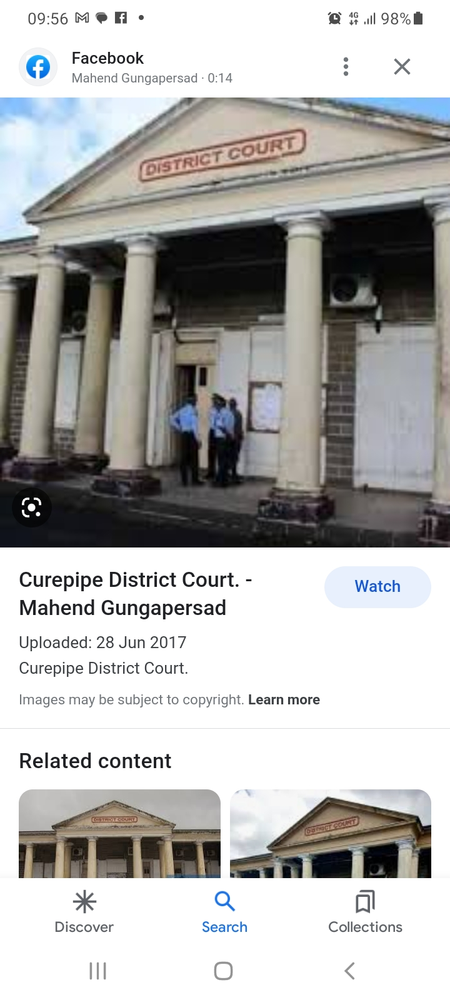 09:56
4G
98%
Facebook
Mahend Gungapersad · 0:14
DISTRICT COURT
Curepipe District Court. -
Mahend Gungapersad
Watch
Uploaded: 28 Jun 2017
Curepipe District Court.
Images may be subject to copyright. Learn more
Related content
DISTRICT COURT
DISTRICT COURT
Discover
Search
Collections